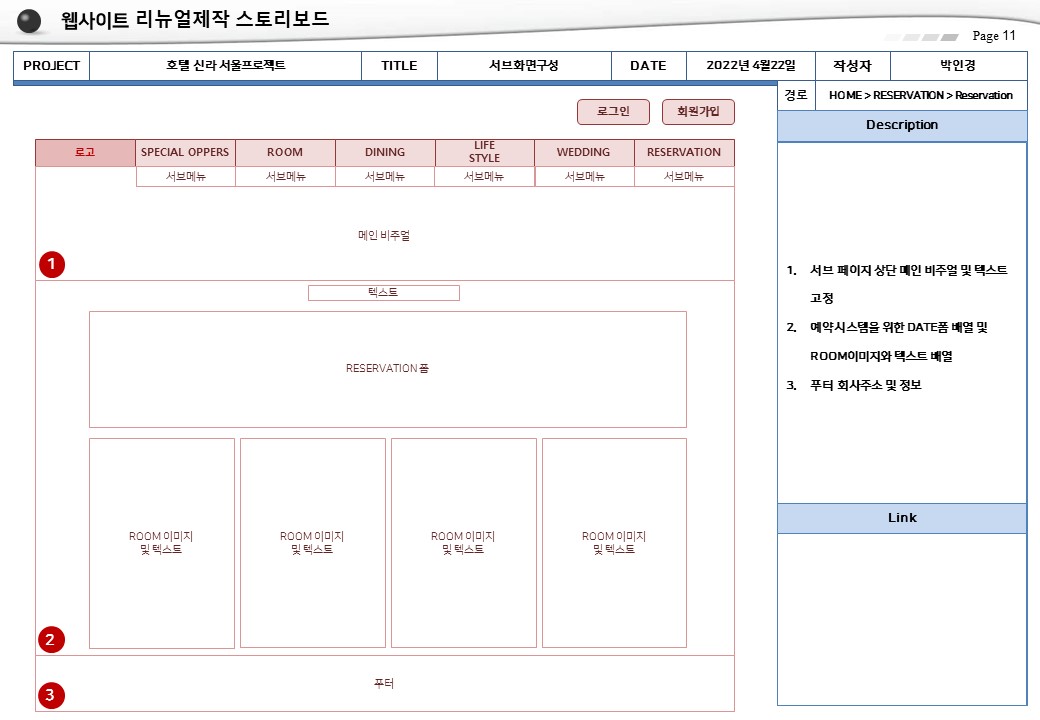 웹사이트 리뉴얼제작 스토리보드
Page 11
PROJECT
호텔 신라 서울프로젝트
TITLE
서브화면구성
DATE
2022년 4월22일
작성자
박인경
경로
HOME > RESERVATION > Reservation
로그인
회원가입
로고
SPECIAL OPPERS
ROOM
DINING
LIFE
STYLE
WEDDING
RESERVATION
서브메뉴
서브메뉴
서브메뉴
서브메뉴
서브메뉴
서브메뉴
메인 비주얼
1
텍스트
RESERVATION 폼
ROOM 이미지
및 텍스트
ROOM 이미지
및 텍스트
ROOM 이미지
및 텍스트
ROOM 이미지
및 텍스트
2
푸터
3
Description
1. 서브 페이지 상단 메인 비주얼 및 텍스트
고정
2. 예약시스템을 위한 DATE폼 배열 및
ROOM이미지와 텍스트 배열
3. 푸터 회사주소 및 정보
Link